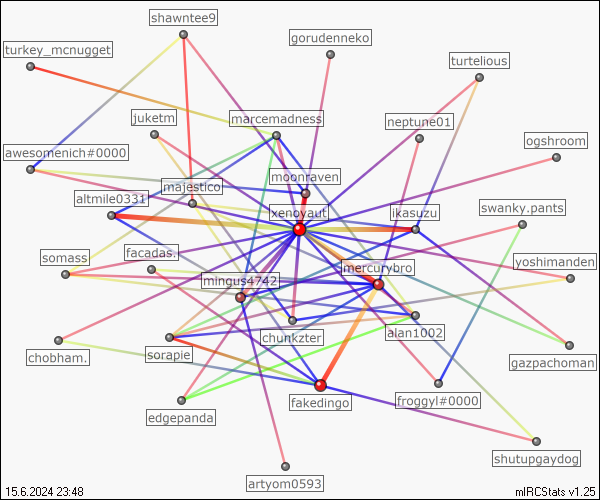 shawntee9
gorudenneko
turkey_mcnugget
turtelious
juketm
marcemadness
neptune01
ogshroom
awesomenich#0000
moonraven
majestico
altmile0331
xenoyaut
ikasuzu
swanky.pants
somass
facadas.
mingus4742
mercurybro
yoshimanden
chunkzter
alan1002
chobham.
sorapie
gazpachoman
edgepanda
fakedingo
froggyl#0000
shutupgaydog
artyom0593
15.6.2024 23:48
mIRCStats v1.25